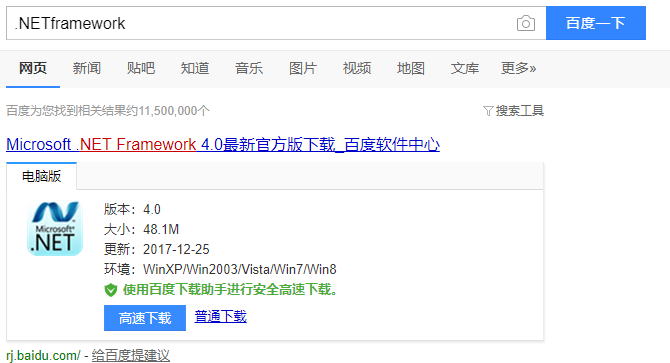 .NETframework 百度一下
网页 新闻 贴吧 知道 音乐 图片 视频 地图 文库 更多»
百度为您找到相关结果约11,500,000个 搜索工具
Microsoft .NET Framework 4.0最新官方版下载_百度软件中心
电脑版
Microsoft®
.NET
版本：4.0
大小：48.1M
更新：2017-12-25
环境：WinXP/Win2003/Vista/Win7/Win8
使用百度下载助手进行安全高速下载。
高速下载 普通下载
rj.baidu.com/ - 给百度提建议